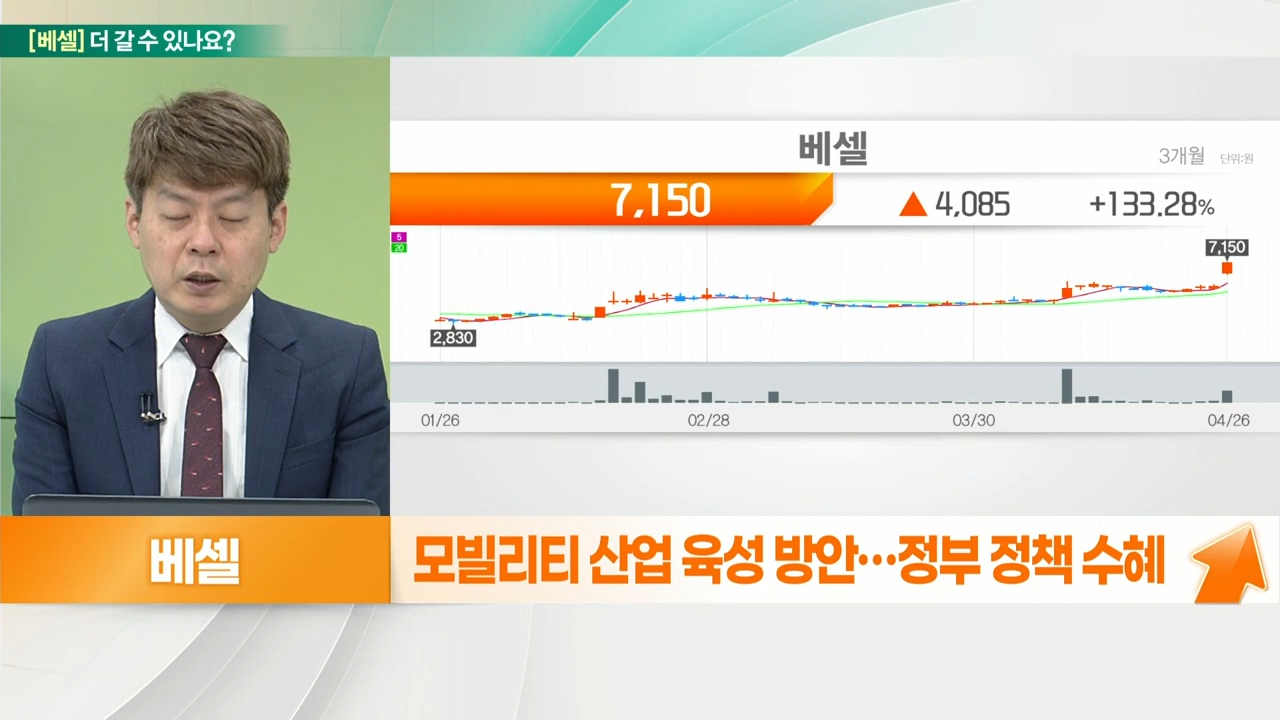 [베셀] 더 갈 수 있나요?
베셀
3개월 단위:원
7,150 ▲ 4,085 +133.28%
5
20
7,150
2,830
01/26 02/28 03/30 04/26
베셀
모빌리티 산업 육성 방안…정부 정책 수혜